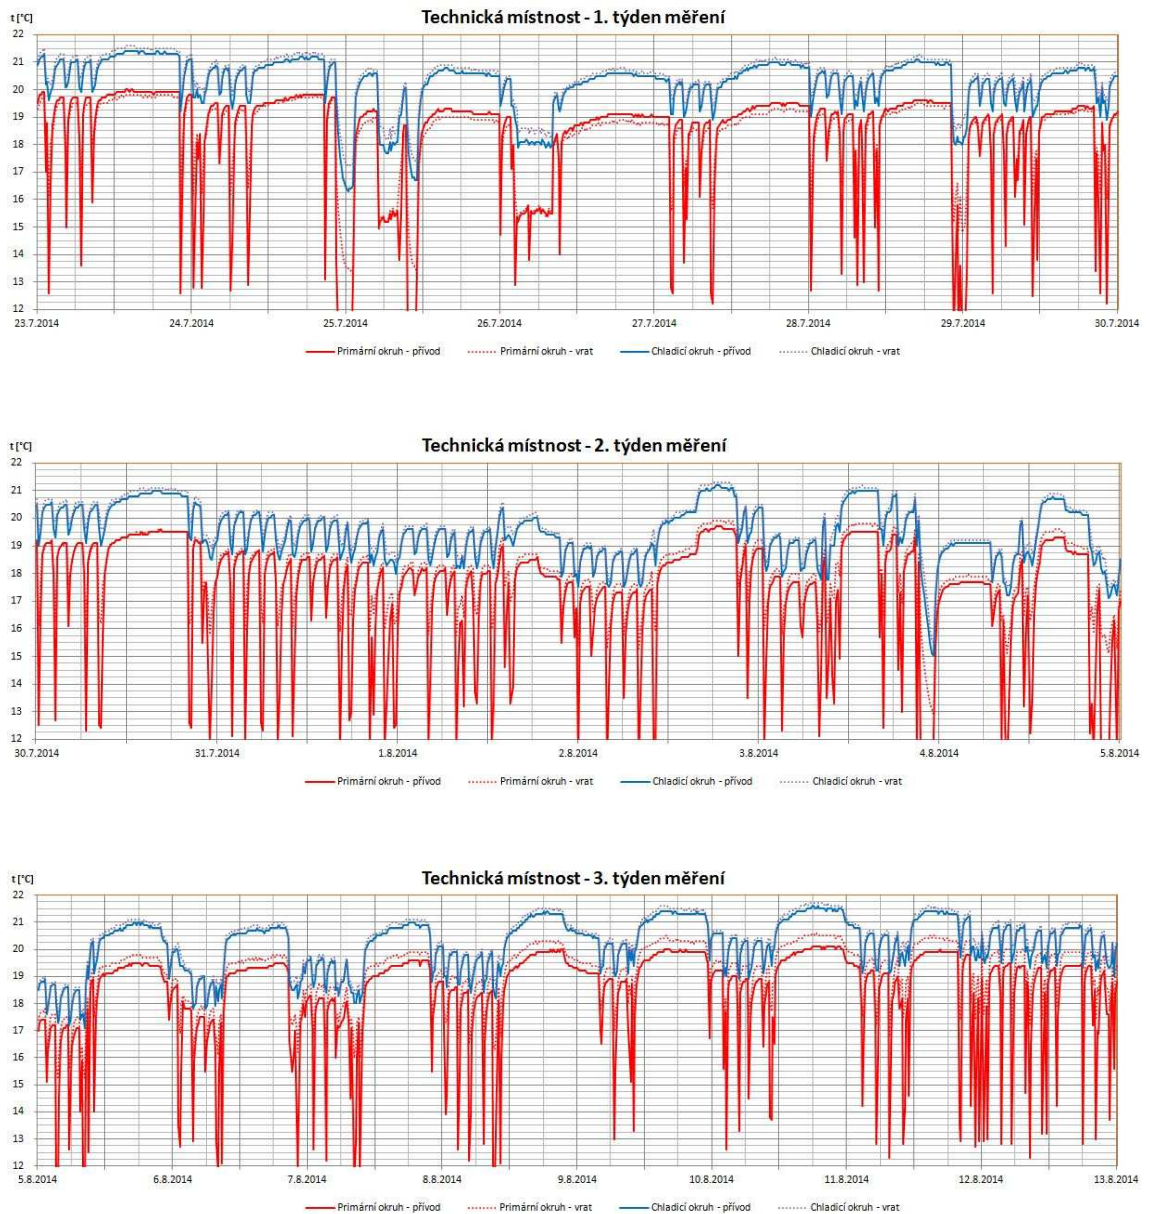 Technická místnost - 1. týden měření
t [°C]
22
21
20
19
18
17
16
15
14
13
12
23.7.2014 24.7.2014 25.7.2014 26.7.2014 27.7.2014 28.7.2014 29.7.2014 30.7.2014
Primární okruh - přívod Primární okruh - vrat Chladicí okruh - přívod Chladicí okruh - vrat
Technická místnost - 2. týden měření
t [°C]
22
21
20
19
18
17
16
15
14
13
12
30.7.2014 31.7.2014 1.8.2014 2.8.2014 3.8.2014 4.8.2014 5.8.2014
Primární okruh - přívod Primární okruh - vrat Chladicí okruh - přívod Chladicí okruh - vrat
Technická místnost - 3. týden měření
t [°C]
22
21
20
19
18
17
16
15
14
13
12
5.8.2014 6.8.2014 7.8.2014 8.8.2014 9.8.2014 10.8.2014 11.8.2014 12.8.2014 13.8.2014
Primární okruh - přívod Primární okruh - vrat Chladicí okruh - přívod Chladicí okruh - vrat